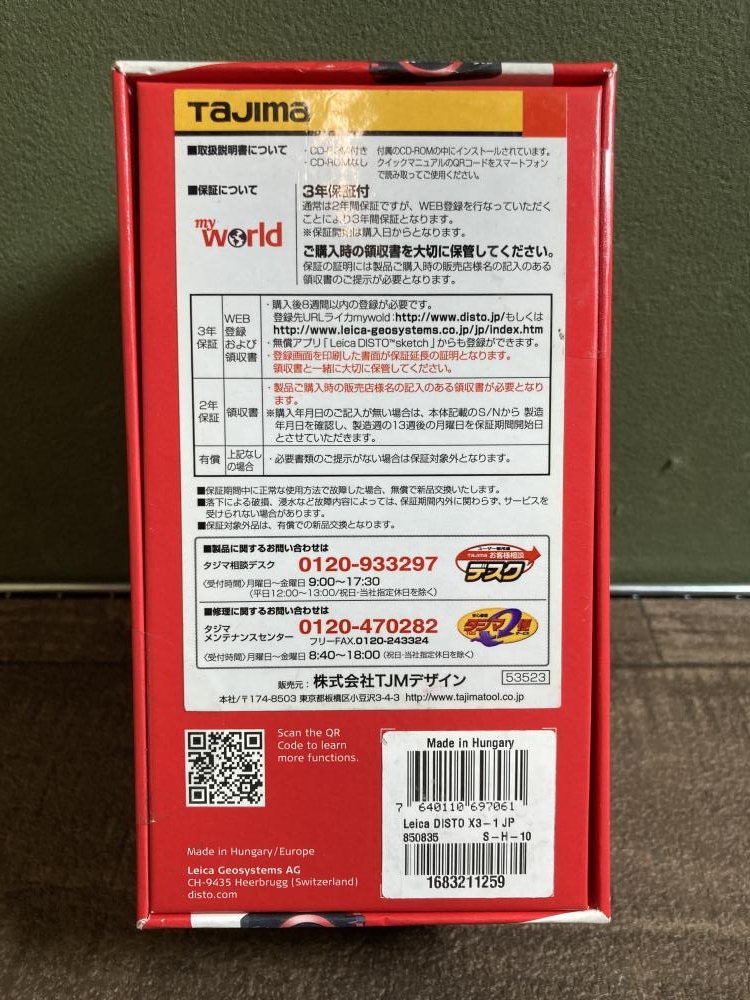 TAJIMA
■取扱説明書について
・CD-ROM付き 付属のCD-ROMの中にインストールされています。
・CD-ROMなし クイックマニュアルのQRコードをスマートフォン
で読み取ってご使用ください。
■保証について
my world
3年保証付
通常は2年間保証ですが、WEB登録を行なっていただく
ことにより3年間保証となります。
※保証開始は購入日からとなります。
ご購入時の領収書を大切に保管してください。
保証の証明には製品ご購入時の販売店様名の記入のある
領収書のご提示が必要となります。
3年保証
WEB登録および領収書
・購入後8週間以内の登録が必要です。
登録先URLライカmywold:http://www.disto.jp/もしくは
http://www.leica-geosystems.co.jp/jp/index.htm
・無償アプリ「Leica DISTO™sketch」からも登録ができます。
・登録画面を印刷した書面が保証延長の証明となります。
領収書と一緒に大切に保管してください。
2年保証
領収書
・製品ご購入時の販売店様名の記入のある領収書が必要となり
ます。
※購入年月日のご記入が無い場合は、本体記載のS/Nから 製造
年月日を確認し、製造週の13週後の月曜日を保証期間開始日
とさせていただきます。
有償
上記なしの場合
・必要書類のご提示がない場合は保証対象外となります。
■保証期間中に正常な使用方法で故障した場合、無償で新品交換いたします。
■落下による破損、浸水など故障内容によっては、保証期間内外に関わらず、サービスを
受けられない場合があります。
■保証対象外品は、有償での新品交換となります。
■製品に関するお問い合わせは
タジマ相談デスク 0120-933297
〈受付時間〉月曜日～金曜日 9:00～17:30
(平日12:00～13:00/祝日・当社指定休日を除く)
TAJIMA お客様相談
デスク
■修理に関するお問い合わせは
タジマ
メンテナンスセンター 0120-470282
フリーFAX.0120-243324
〈受付時間〉月曜日～金曜日 8:40～18:00 (祝日・当社指定休日を除く)
タジマQ便
販売元： 株式会社TJMデザイン 53523
本社/〒174-8503 東京都板橋区小豆沢3-4-3 http://www.tajimatool.co.jp
Scan the QR
Code to learn
more functions.
Made in Hungary
7 640110 697061
Leica DISTO X3-1 JP
850835 S-H-10
1683211259
Made in Hungary/Europe
Leica Geosystems AG
CH-9435 Heerbrugg (Switzerland)
disto.com